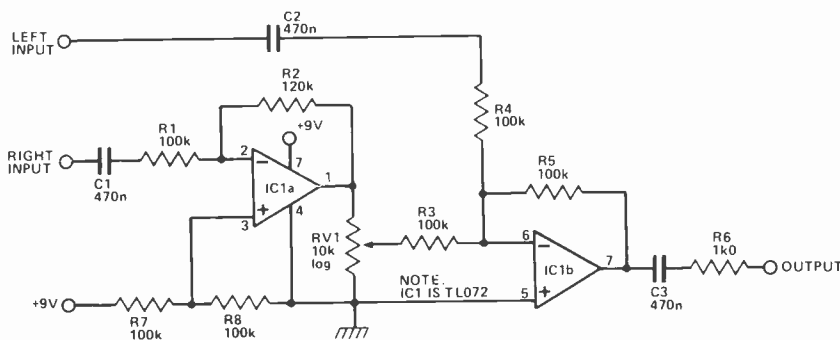 LEFT
INPUT
C2
470n
R2
120k
+9V
R4
100k
R1
100k
RIGHT
INPUT
C1
470n
2
−
7
1
IC1a
+
3
4
R5
100k
R3
100k
RV1
10k
log
6
−
7
IC1b
5
+
R6
1k0
OUTPUT
C3
470n
NOTE.
IC1 IS TL072
+9V
R7
100k
R8
100k